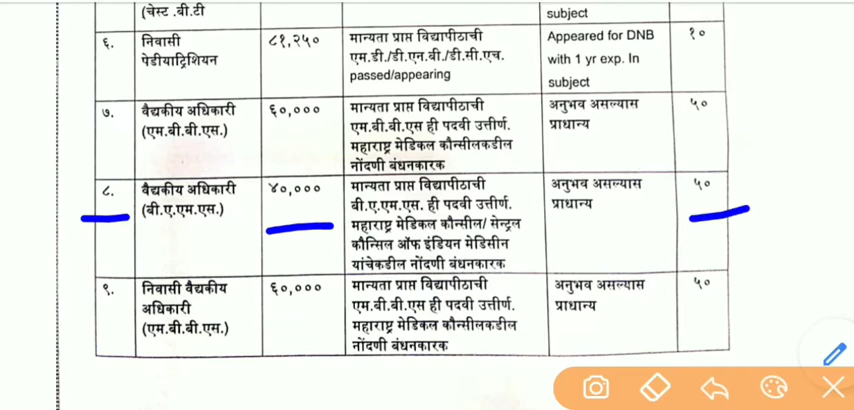 (चेस्ट .बी.टी
subject
६. निवासी ८१,२५० मान्यता प्राप्त विद्यापीठाची Appeared for DNB १०
पेडीयाट्रिशियन एम.डी./डी.एन.बी./डी.सी.एच. with 1 yr exp. In
passed/appearing subject
७. वैद्यकीय अधिकारी ६०,००० मान्यता प्राप्त विद्यापीठाची अनुभव असल्यास ५०
(एम.बी.बी.एस.) एम.बी.बी.एस ही पदवी उत्तीर्ण. प्राधान्य
महाराष्ट्र मेडिकल कौन्सीलकडील
नोंदणी बंधनकारक
८. वैद्यकीय अधिकारी ४०,००० मान्यता प्राप्त विद्यापीठाची अनुभव असल्यास ५०
(बी.ए.एम.एस.) बी.ए.एम.एस. ही पदवी उत्तीर्ण. प्राधान्य
महाराष्ट्र मेडिकल कौन्सील/ सेन्ट्रल
कौन्सिल ऑफ इंडियन मेडिसीन
यांचेकडील नोंदणी बंधनकारक
९. निवासी वैद्यकीय ६०,००० मान्यता प्राप्त विद्यापीठाची अनुभव असल्यास ५०
अधिकारी एम.बी.बी.एस ही पदवी उत्तीर्ण. प्राधान्य
(एम.बी.बी.एम.) महाराष्ट्र मेडिकल कौन्सीलकडील
नोंदणी बंधनकारक